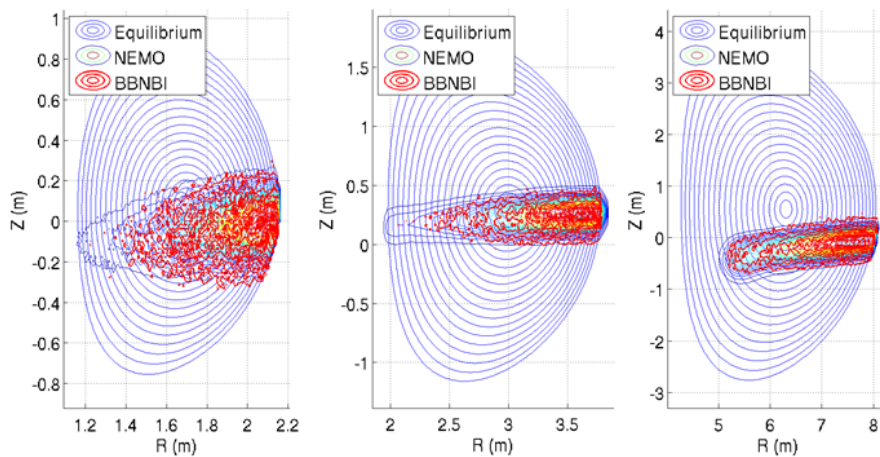 1
0.8
0.6
0.4
0.2
0
-0.2
-0.4
-0.6
-0.8
Z (m)
1.2 1.4 1.6 1.8 2 2.2
R (m)
Equilibrium
NEMO
BBNBI
1.5
1
0.5
0
-0.5
-1
Z (m)
2 2.5 3 3.5
R (m)
Equilibrium
NEMO
BBNBI
4
3
2
1
0
-1
-2
-3
Z (m)
5 6 7 8
R (m)
Equilibrium
NEMO
BBNBI